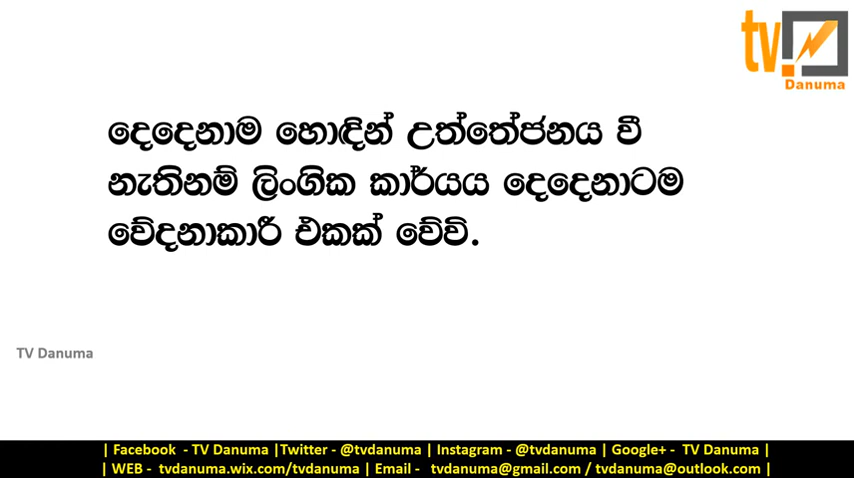 tv
Danuma
දෙදෙනාම හොඳින් උත්තේජනය වී
නැතිනම් ලිංගික කාර්යය දෙදෙනාටම
වේදනාකාරී එකක් වේවි.
TV Danuma
| Facebook - TV Danuma |Twitter - @tvdanuma | Instagram - @tvdanuma | Google+ - TV Danuma |
| WEB - tvdanuma.wix.com/tvdanuma | Email - tvdanuma@gmail.com / tvdanuma@outlook.com |